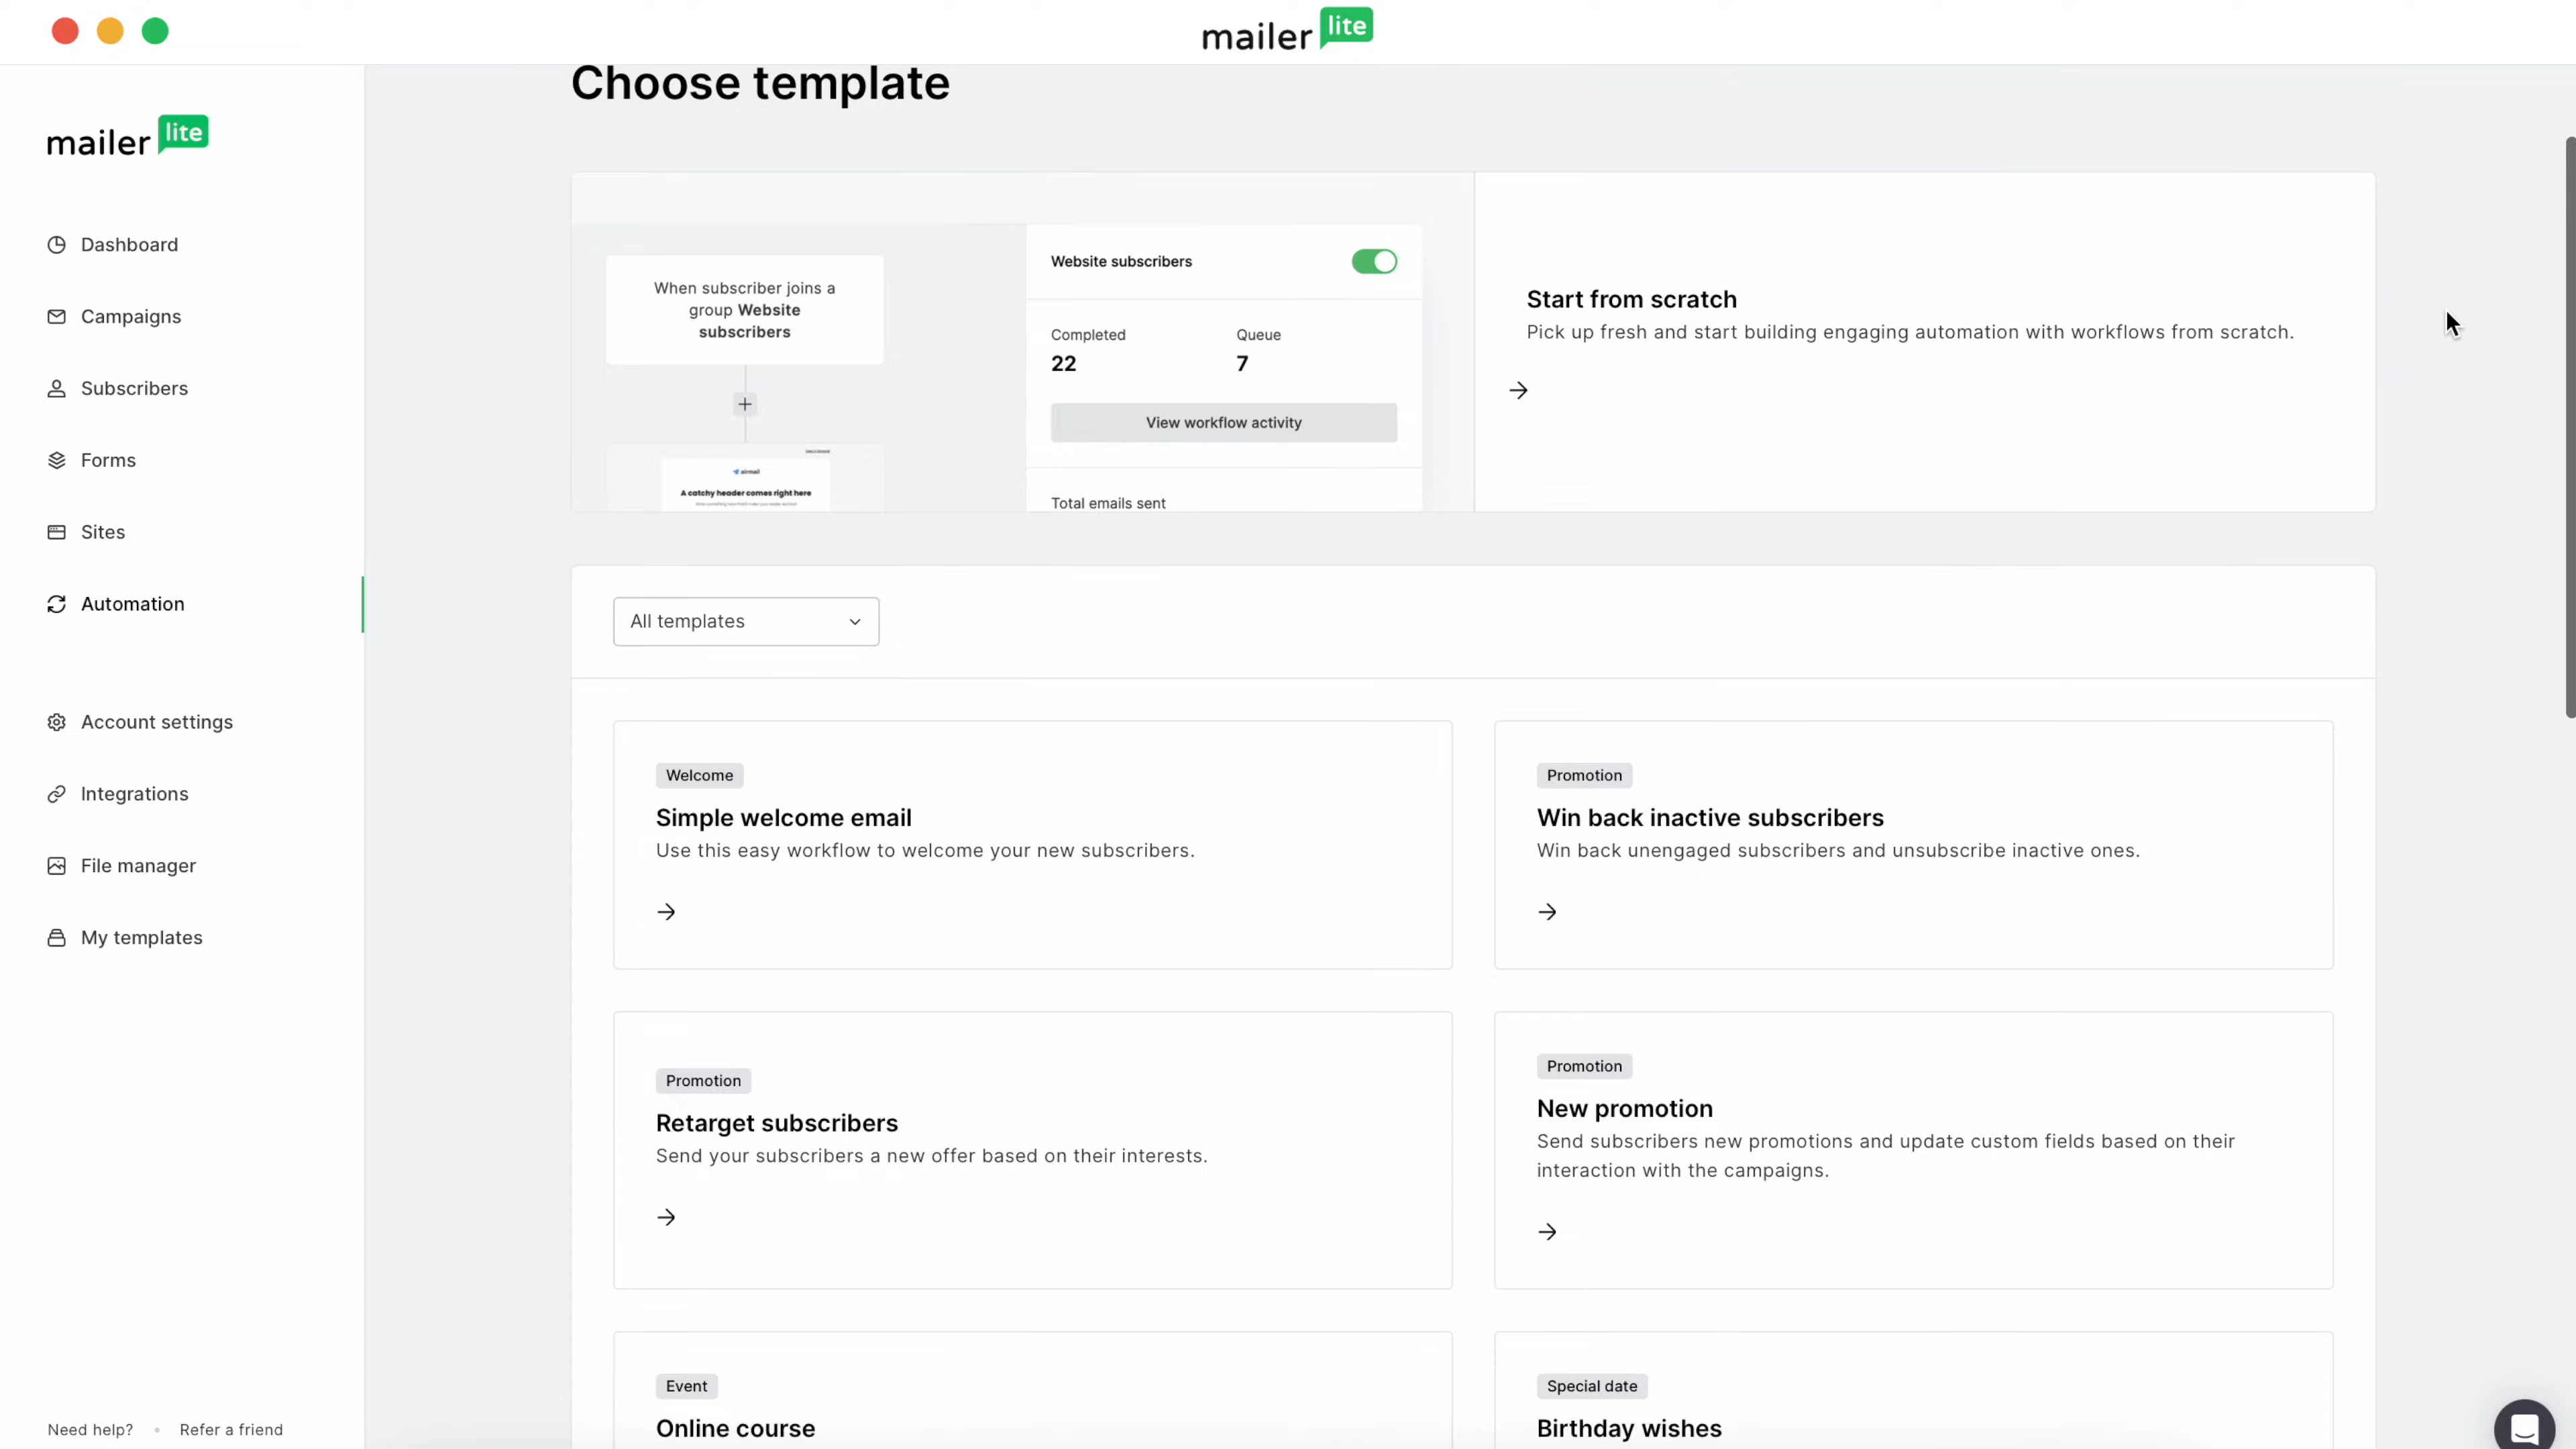 mailer lite
Choose template
mailer lite
Dashboard
Campaigns
Subscribers
Forms
Sites
Automation
Account settings
Integrations
File manager
My templates
Need help? • Refer a friend
When subscriber joins a
group Website
subscribers
+
airmail
A catchy header comes right here
Website subscribers
Completed
22
Queue
7
View workflow activity
Total emails sent
Start from scratch
Pick up fresh and start building engaging automation with workflows from scratch.
All templates
Welcome
Simple welcome email
Use this easy workflow to welcome your new subscribers.
Promotion
Win back inactive subscribers
Win back unengaged subscribers and unsubscribe inactive ones.
Promotion
Retarget subscribers
Send your subscribers a new offer based on their interests.
Promotion
New promotion
Send subscribers new promotions and update custom fields based on their
interaction with the campaigns.
Event
Online course
Special date
Birthday wishes